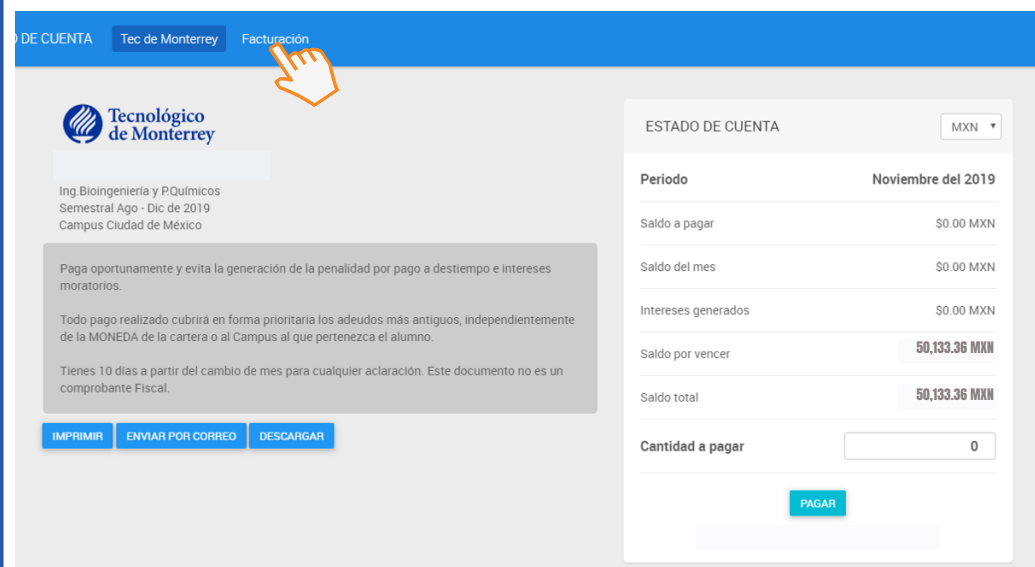 O DE CUENTA Tec de Monterrey Facturación
Tecnológico
de Monterrey
Ing.Bioingeniería y P.Químicos
Semestral Ago - Dic de 2019
Campus Ciudad de México
Paga oportunamente y evita la generación de la penalidad por pago a destiempo e intereses
moratorios.
Todo pago realizado cubrirá en forma prioritaria los adeudos más antiguos, independientemente
de la MONEDA de la cartera o al Campus al que pertenezca el alumno.
Tienes 10 días a partir del cambio de mes para cualquier aclaración. Este documento no es un
comprobante Fiscal.
IMPRIMIR ENVIAR POR CORREO DESCARGAR
ESTADO DE CUENTA MXN
Periodo Noviembre del 2019
Saldo a pagar $0.00 MXN
Saldo del mes $0.00 MXN
Intereses generados $0.00 MXN
Saldo por vencer 50,133.36 MXN
Saldo total 50,133.36 MXN
Cantidad a pagar 0
PAGAR